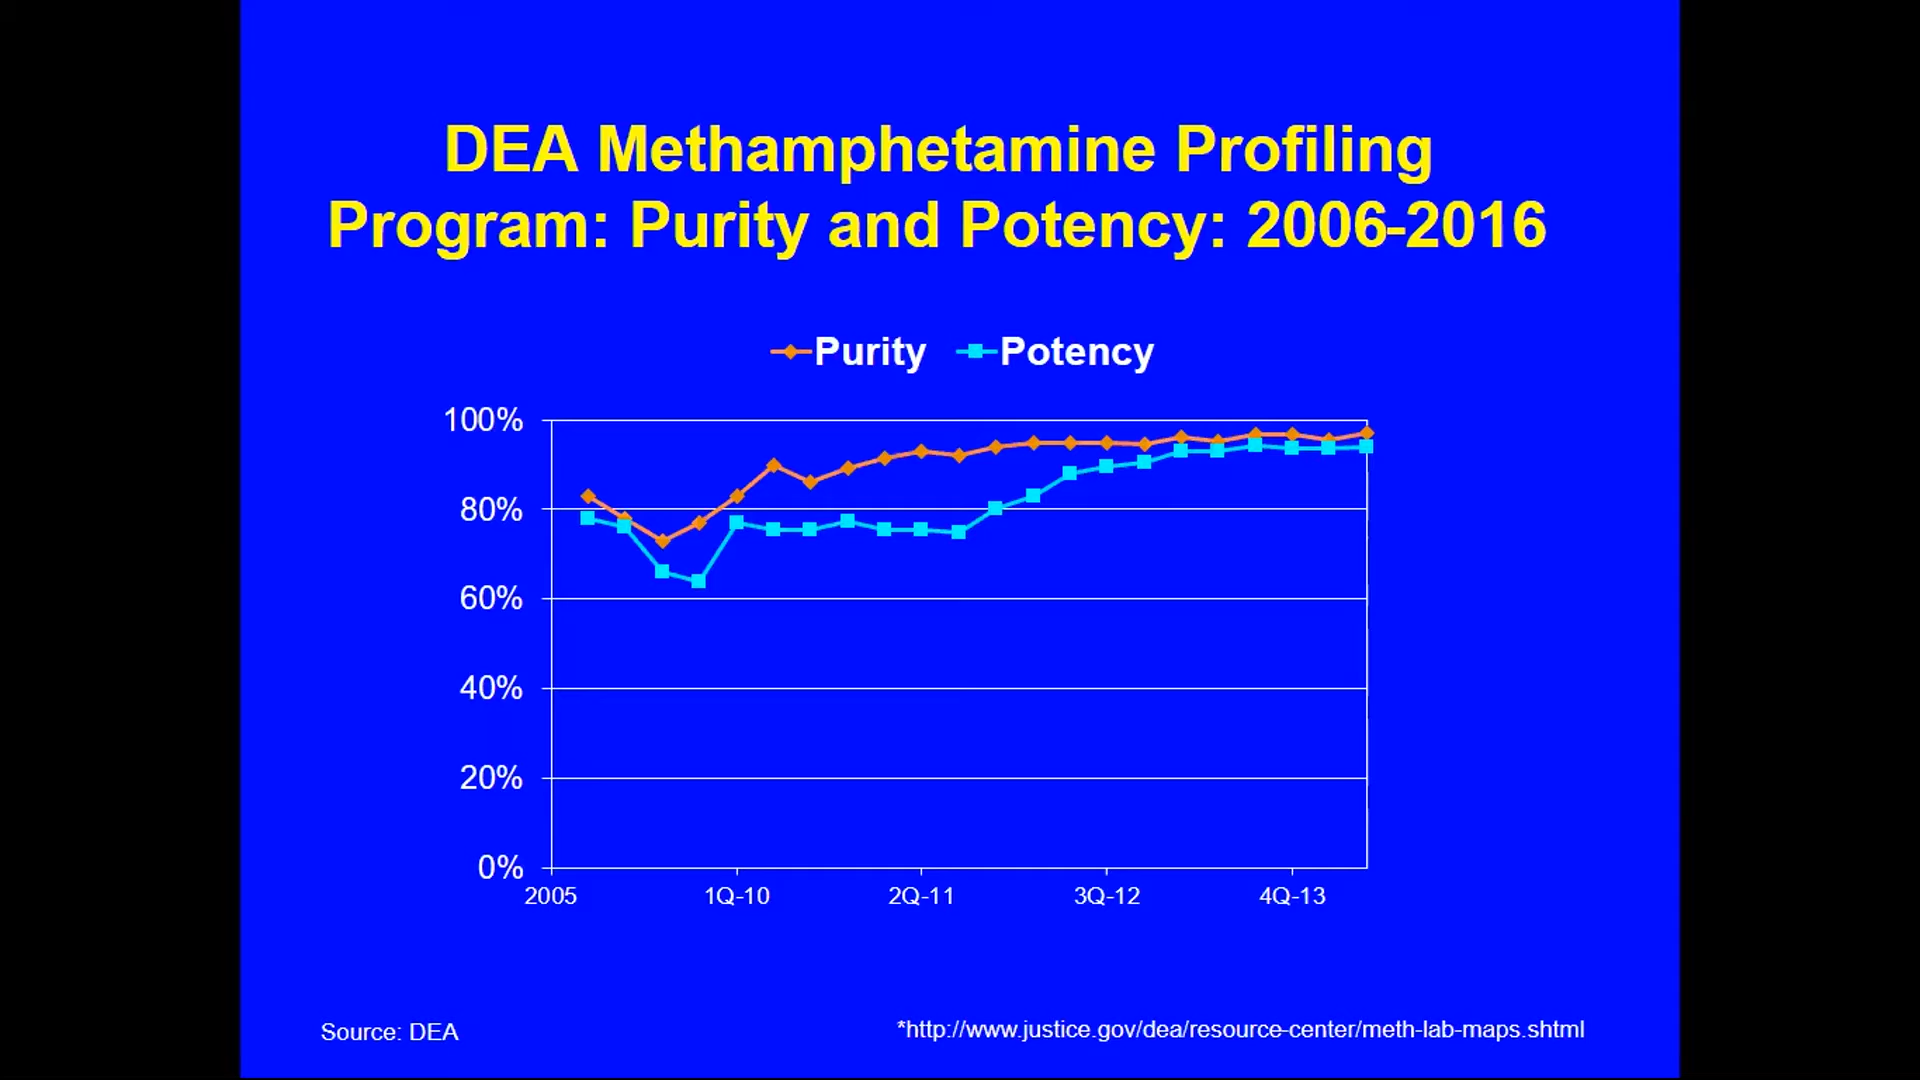 DEA Methamphetamine Profiling
Program: Purity and Potency: 2006-2016
Purity Potency
100%
80%
60%
40%
20%
0%
2005 1Q-10 2Q-11 3Q-12 4Q-13
Source: DEA
*http://www.justice.gov/dea/resource-center/meth-lab-maps.shtml